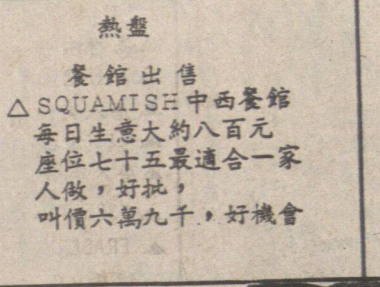 熱盤
餐館出售
△SQUAMISH中西餐館
每日生意大約八百元
座位七十五最適合一家
人做，好批，
叫價六萬九千，好機會